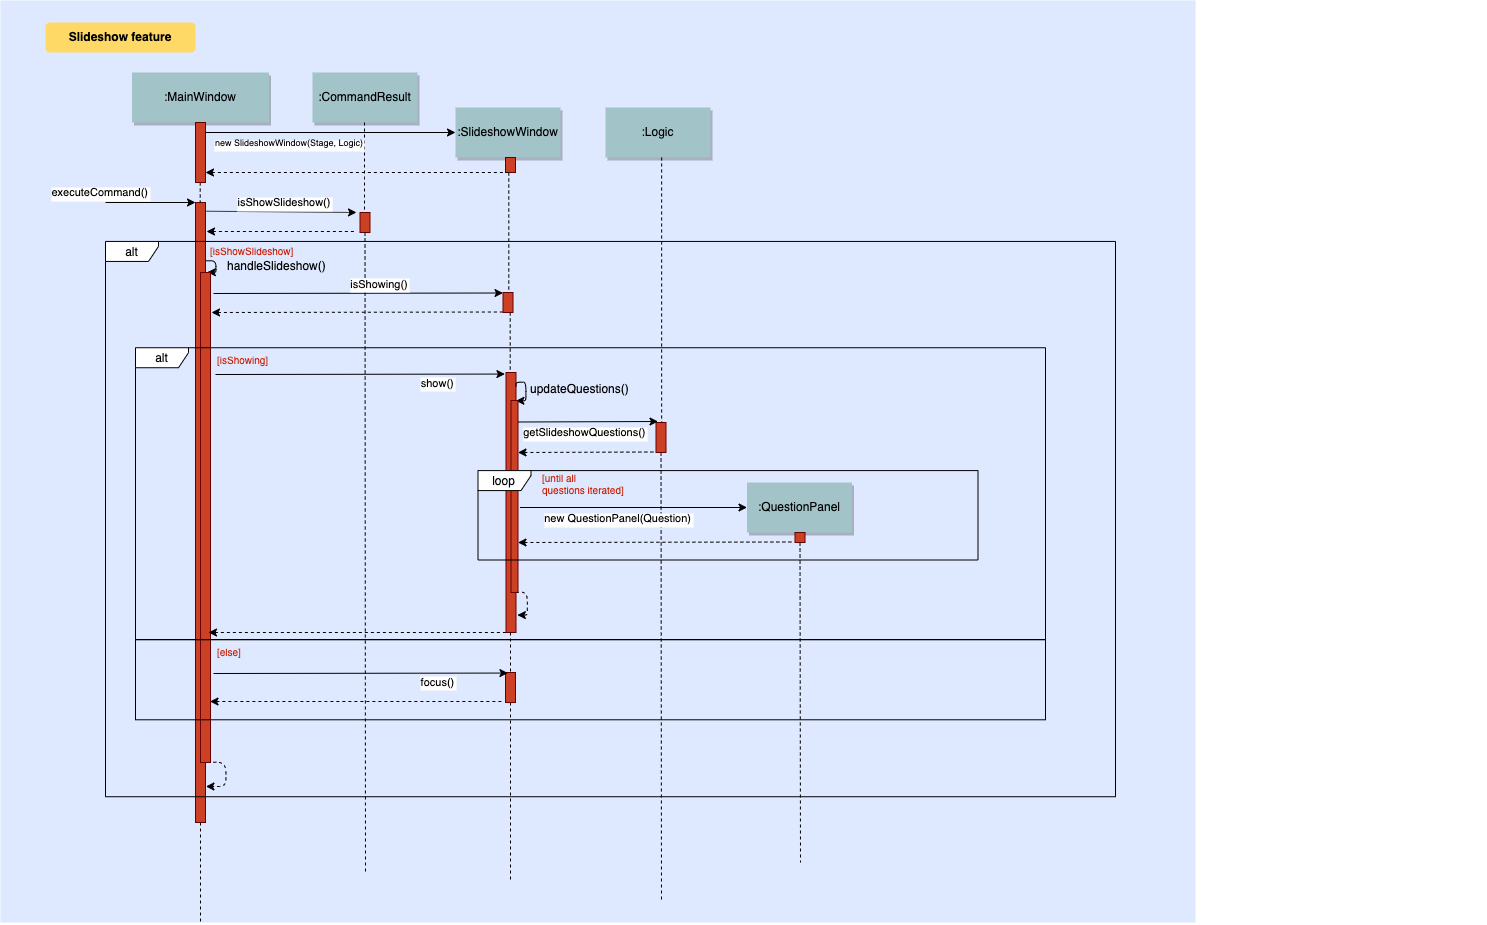 Slideshow feature
:MainWindow
:CommandResult
:SlideshowWindow
:Logic
new SlideshowWindow(Stage, Logic)
executeCommand()
isShowSlideshow()
alt
[isShowSlideshow]
handleSlideshow()
isShowing()
alt
[isShowing]
show()
updateQuestions()
getSlideshowQuestions()
loop
[until all
questions iterated]
:QuestionPanel
new QuestionPanel(Question)
[else]
focus()